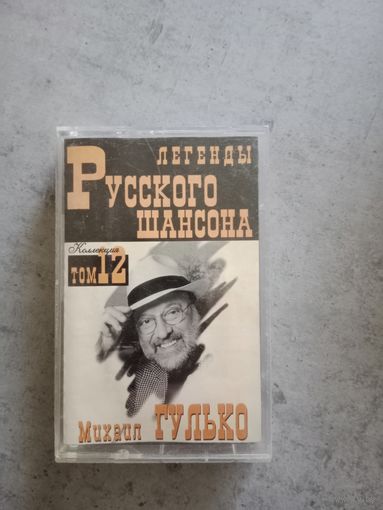 ЛЕГЕНДЫ
РУССКОГО
ШАНСОНА
Коллекция
ТОМ 12
Михаил ГУЛЬКО